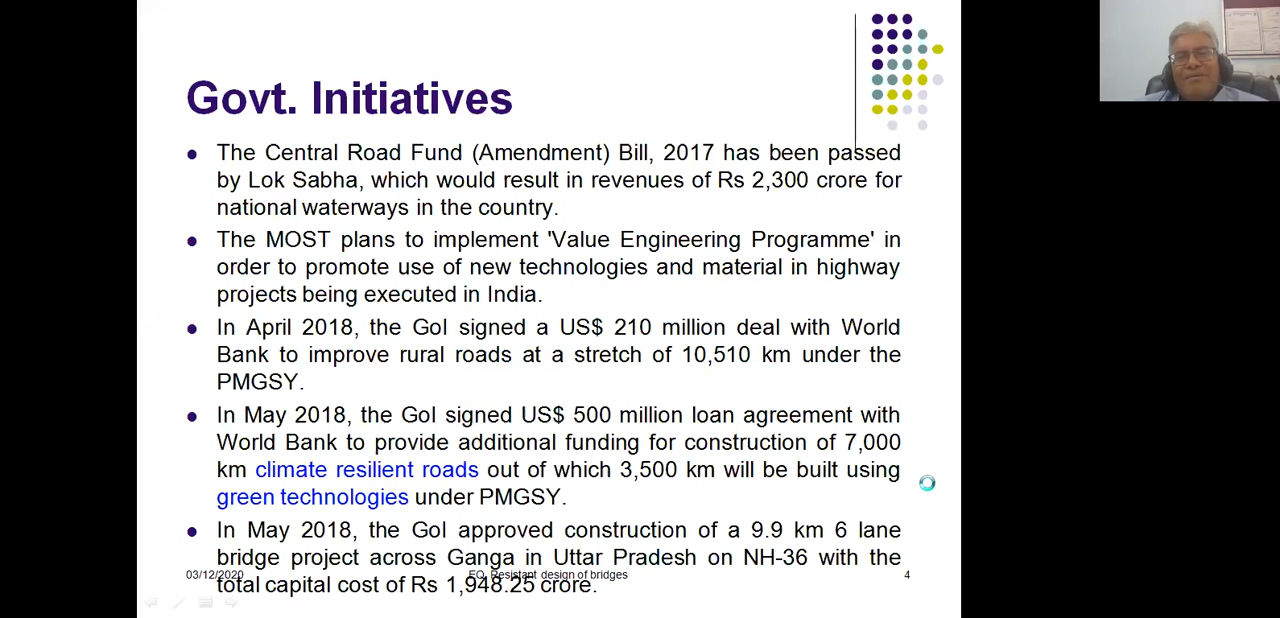 Govt. Initiatives
The Central Road Fund (Amendment) Bill, 2017 has been passed
by Lok Sabha, which would result in revenues of Rs 2,300 crore for
national waterways in the country.
The MOST plans to implement 'Value Engineering Programme' in
order to promote use of new technologies and material in highway
projects being executed in India.
In April 2018, the GoI signed a US$ 210 million deal with World
Bank to improve rural roads at a stretch of 10,510 km under the
PMGSY.
In May 2018, the GoI signed US$ 500 million loan agreement with
World Bank to provide additional funding for construction of 7,000
km climate resilient roads out of which 3,500 km will be built using
green technologies under PMGSY.
In May 2018, the GoI approved construction of a 9.9 km 6 lane
bridge project across Ganga in Uttar Pradesh on NH-36 with the
total capital cost of Rs 1,948.25 crore.
03/12/2020
EQ. Resistant design of bridges
4